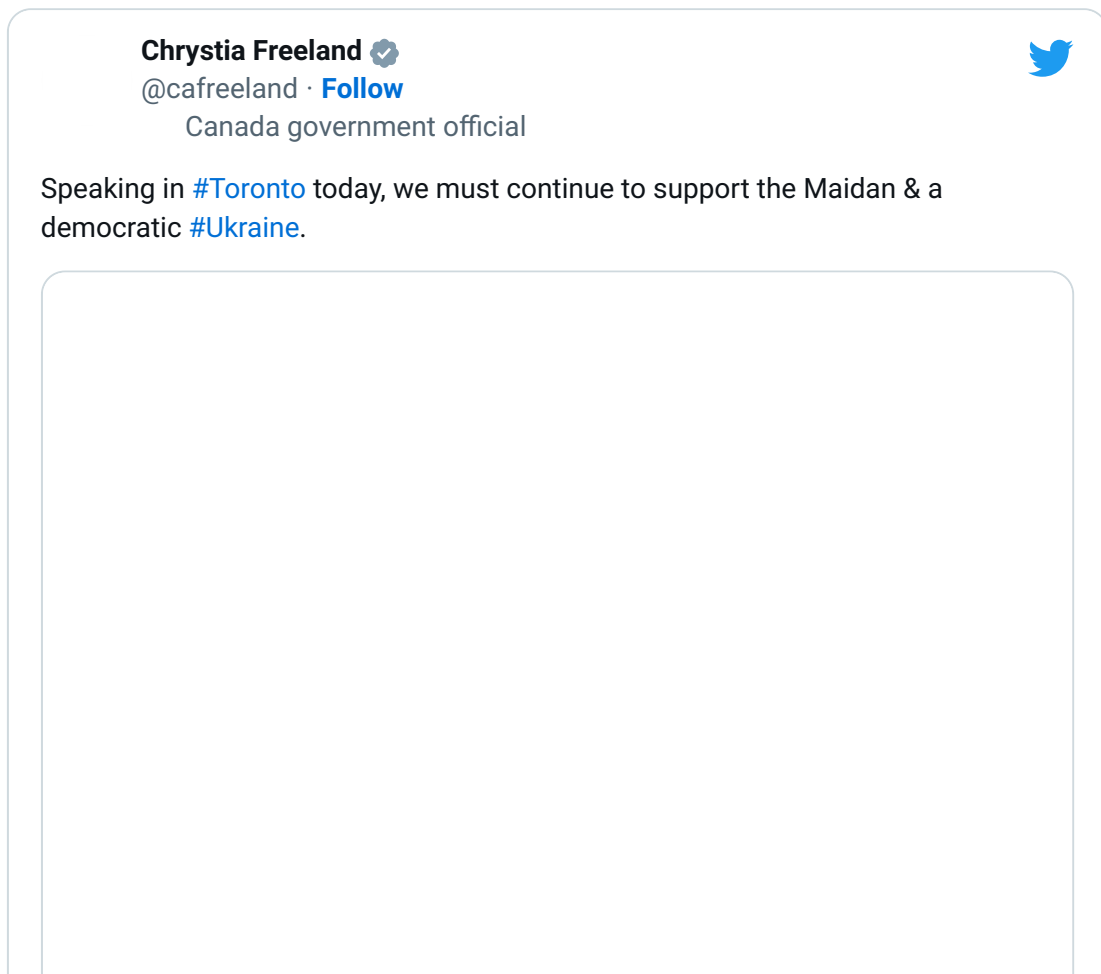 Chrystia Freeland
@cafreeland · Follow
Canada government official
Speaking in #Toronto today, we must continue to support the Maidan & a
democratic #Ukraine.